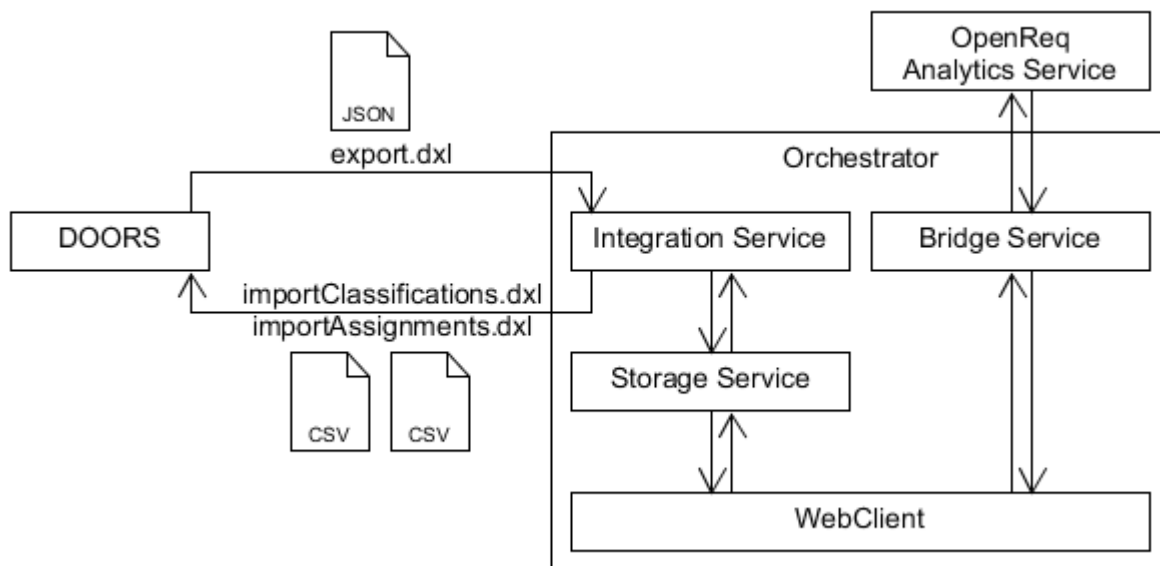 OpenReq
Analytics Service
JSON
export.dxl
Orchestrator
DOORS
Integration Service
Bridge Service
importClassifications.dxl
importAssignments.dxl
Storage Service
CSV
CSV
WebClient